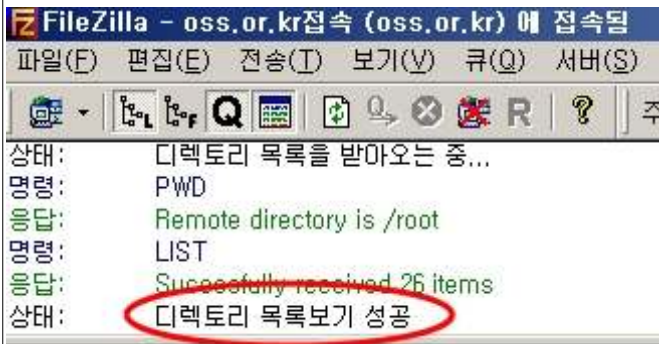 FileZilla - oss.or.kr접속 (oss.or.kr) 에 접속됨
파일(F) 편집(E) 전송(T) 보기(V) 큐(Q) 서버(S)
L F Q R ? 주
상태: 디렉토리 목록을 받아오는 중...
명령: PWD
응답: Remote directory is /root
명령: LIST
응답: Successfully received 26 items
상태: 디렉토리 목록보기 성공